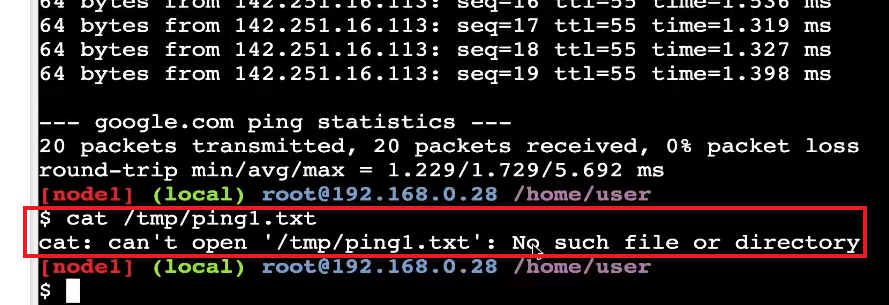 64 bytes from 142.251.16.113: seq=16 ttl=55 time=1.536 ms
64 bytes from 142.251.16.113: seq=17 ttl=55 time=1.319 ms
64 bytes from 142.251.16.113: seq=18 ttl=55 time=1.327 ms
64 bytes from 142.251.16.113: seq=19 ttl=55 time=1.398 ms
--- google.com ping statistics ---
20 packets transmitted, 20 packets received, 0% packet loss
round-trip min/avg/max = 1.229/1.729/5.692 ms
[node1] (local) root@192.168.0.28 /home/user
$ cat /tmp/ping1.txt
cat: can't open '/tmp/ping1.txt': No such file or directory
[node1] (local) root@192.168.0.28 /home/user
$